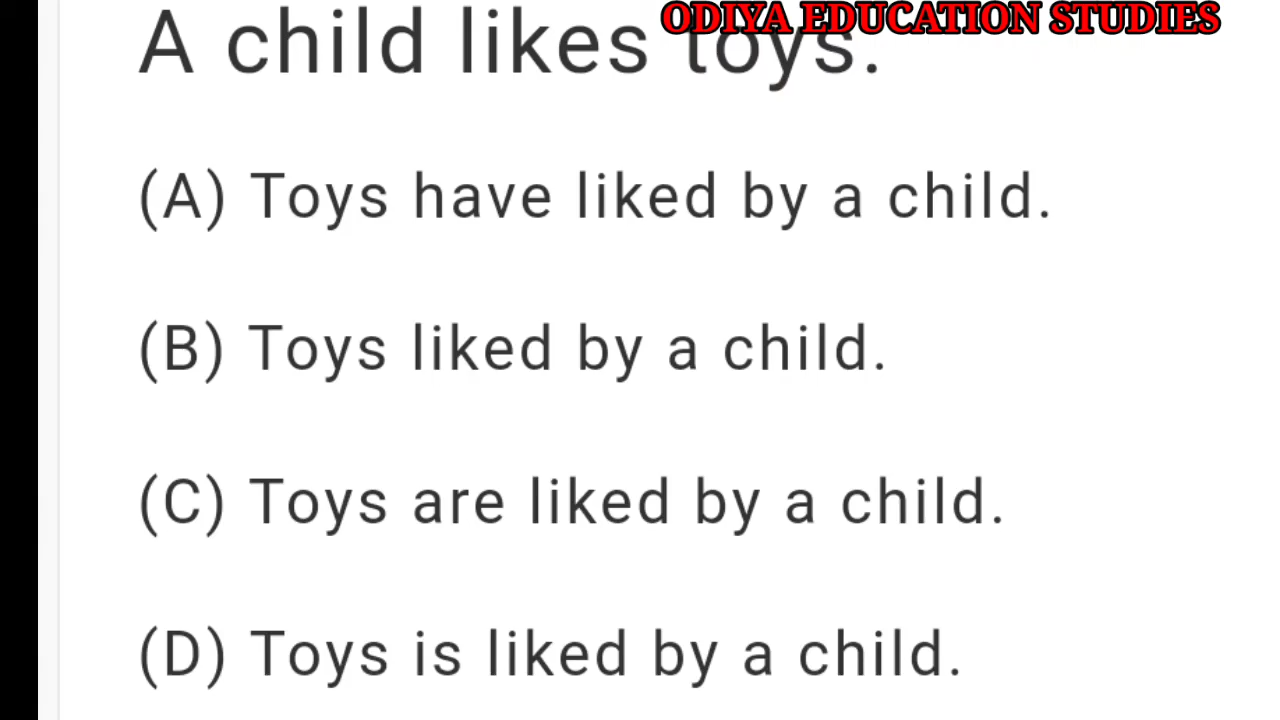 ODIYA EDUCATION STUDIES
A child likes toys.
(A) Toys have liked by a child.
(B) Toys liked by a child.
(C) Toys are liked by a child.
(D) Toys is liked by a child.